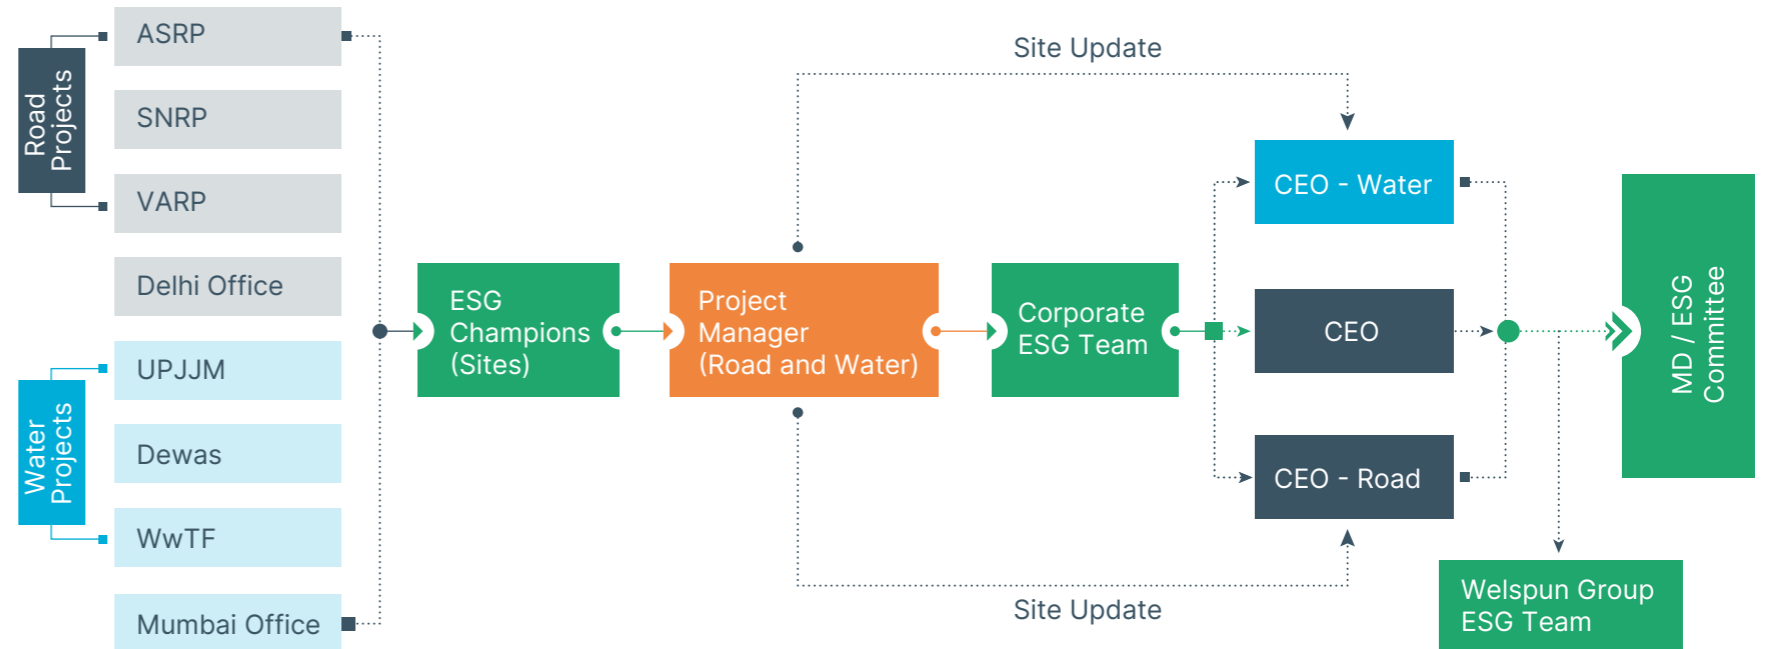 Road
Projects
ASRP
SNRP
VARP
Delhi Office
Water
Projects
UPJJM
Dewas
WwTF
Mumbai Office
ESG
Champions
(Sites)
Project
Manager
(Road and Water)
Corporate
ESG Team
Site Update
Site Update
CEO - Water
CEO
CEO - Road
MD / ESG
Committee
Welspun Group
ESG Team